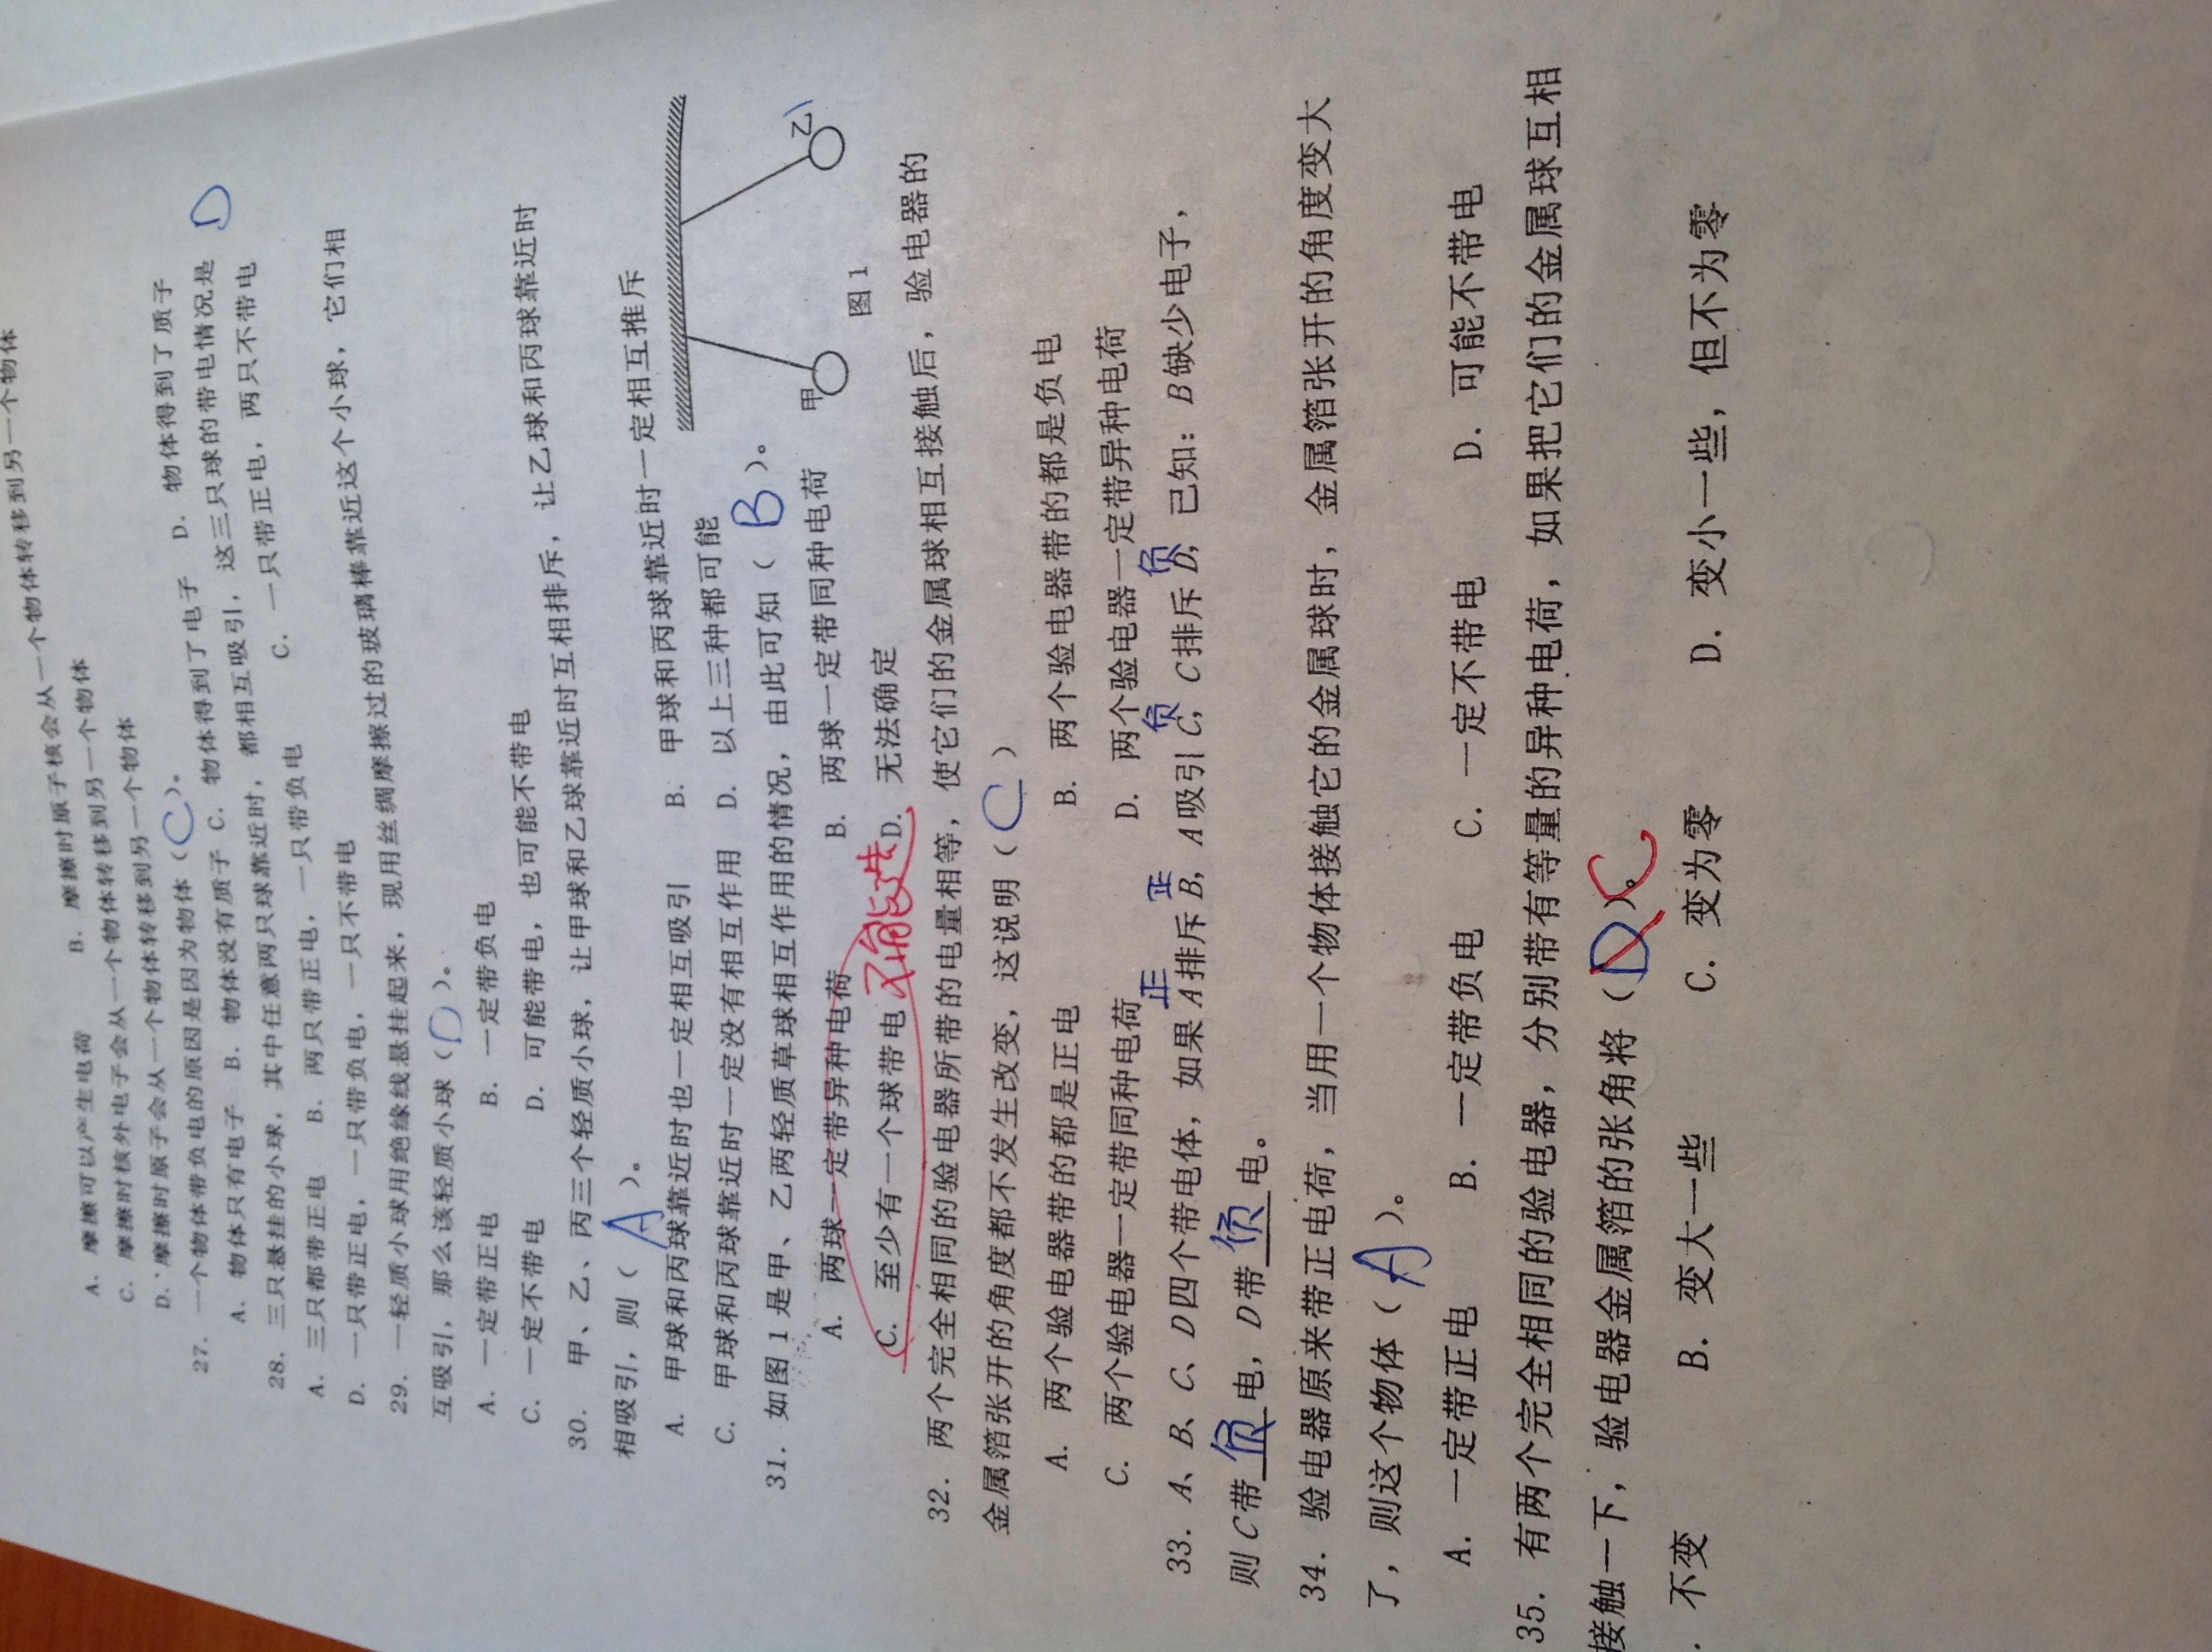 A. 摩擦可以产生电荷 B. 摩擦时原子核会从一个物体转移到另一个物体
C. 摩擦时核外电子会从一个物体转移到另一个物体
D. 摩擦时原子会从一个物体转移到另一个物体
27. 一个物体带负电的原因是因为物体（C）。
A. 物体只有电子 B. 物体没有质子 C. 物体得到了电子 D. 物体得到了质子
28. 三只悬挂的小球，其中任意两只球靠近时，都相互吸引，这三只球的带电情况是 D
A. 三只都带正电 B. 两只带正电，一只带负电 C. 一只带正电，两只不带电
D. 一只带正电，一只带负电，一只不带电
29. 一轻质小球用绝缘线悬挂起来，现用丝绸摩擦过的玻璃棒靠近这个小球，它们相
互吸引，那么该轻质小球（D）。
A. 一定带正电 B. 一定带负电
C. 一定不带电 D. 可能带电，也可能不带电
30. 甲、乙、丙三个轻质小球，让甲球和乙球靠近时互相排斥，让乙球和丙球靠近时
相吸引，则（A）。
A. 甲球和丙球靠近时也一定相互吸引 B. 甲球和丙球靠近时一定相互推斥
C. 甲球和丙球靠近时一定没有相互作用 D. 以上三种都可能
31. 如图 1 是甲、乙两轻质草球相互作用的情况，由此可知（B）。
A. 两球一定带异种电荷 B. 两球一定带同种电荷
甲 乙
图 1
C. 至少有一个球带电 不能选 D. 无法确定
32. 两个完全相同的验电器所带的电量相等，使它们的金属球相互接触后，验电器的
金属箔张开的角度都不发生改变，这说明（C）
A. 两个验电器带的都是正电 B. 两个验电器带的都是负电
C. 两个验电器一定带同种电荷 D. 两个验电器一定带异种电荷
正 正 负 负
33. A、B、C、D四个带电体，如果 A排斥 B，A吸引 C，C排斥 D，已知：B缺少电子，
则 C带负电，D带负电。
34. 验电器原来带正电荷，当用一个物体接触它的金属球时，金属箔张开的角度变大
了，则这个物体（A）。
A. 一定带正电 B. 一定带负电 C. 一定不带电 D. 可能不带电
35. 有两个完全相同的验电器，分别带有等量的异种电荷，如果把它们的金属球互相
接触一下，验电器金属箔的张角将（D）。C
. 不变 B. 变大一些 C. 变为零 D. 变小一些，但不为零